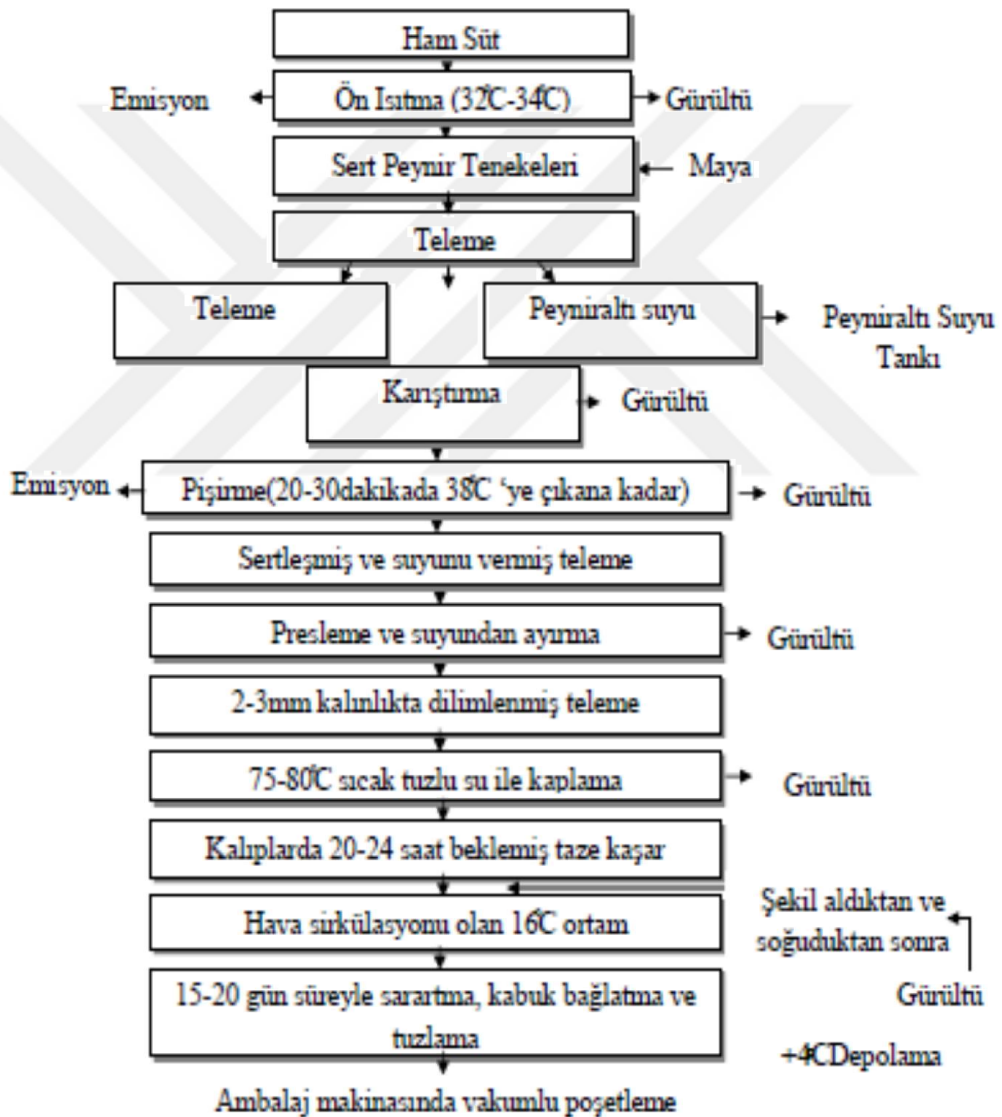 Ham Süt
Emisyon
Ön Isıtma (32°C-34°C)
Gürültü
Sert Peynir Tenekeleri
Maya
Teleme
Teleme
Peyniraltı suyu
Peyniraltı Suyu
Tankı
Karıştırma
Gürültü
Emisyon
Pişirme(20-30dakikada 38°C ‘ye çıkana kadar)
Gürültü
Sertleşmiş ve suyunu vermiş teleme
Presleme ve suyundan ayırma
Gürültü
2-3mm kalınlıkta dilimlenmiş teleme
75-80°C sıcak tuzlu su ile kaplama
Gürültü
Kalıplarda 20-24 saat beklemiş taze kaşar
Şekil aldıktan ve
soğuduktan sonra
Hava sirkülasyonu olan 16°C ortam
Gürültü
15-20 gün süreyle sarartma, kabuk bağlatma ve
tuzlama
+4°CDepolama
Ambalaj makinasında vakumlu poşetleme